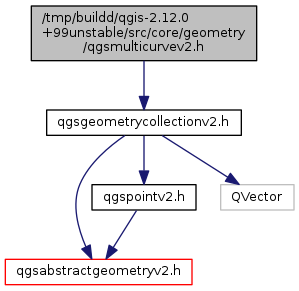 /tmp/buildd/qgis-2.12.0
+99unstable/src/core/geometry
/qgsmulticurvev2.h
qgsgeometrycollectionv2.h
qgspointv2.h
QVector
qgsabstractgeometryv2.h